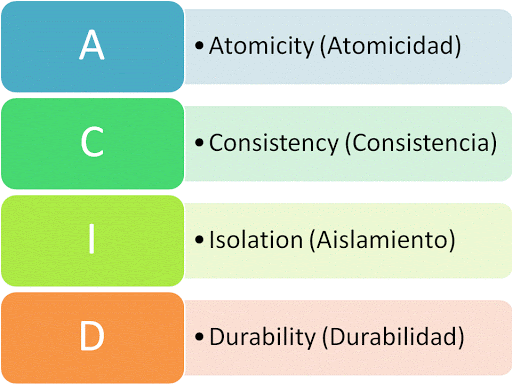 A
• Atomicity (Atomicidad)
C
• Consistency (Consistencia)
I
• Isolation (Aislamiento)
D
• Durability (Durabilidad)